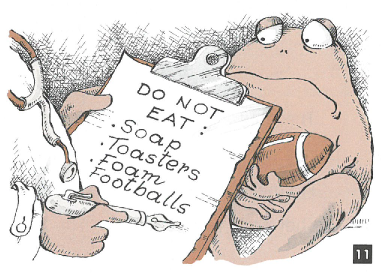 DO NOT
EAT:
• Soap
• Toasters
• Foam
Footballs
11